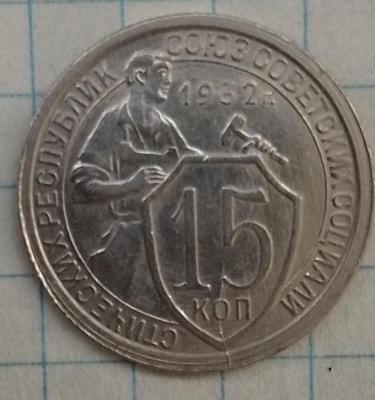 СОЮЗ СОВЕТСКИХ СОЦИАЛИ
СТИЧЕСКИХ РЕСПУБЛИК
1932г.
15
КОП